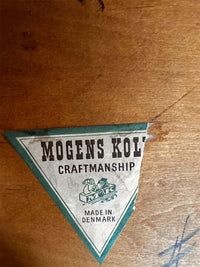 MOGENS KOL
CRAFTMANSHIP
MADE IN
DENMARK